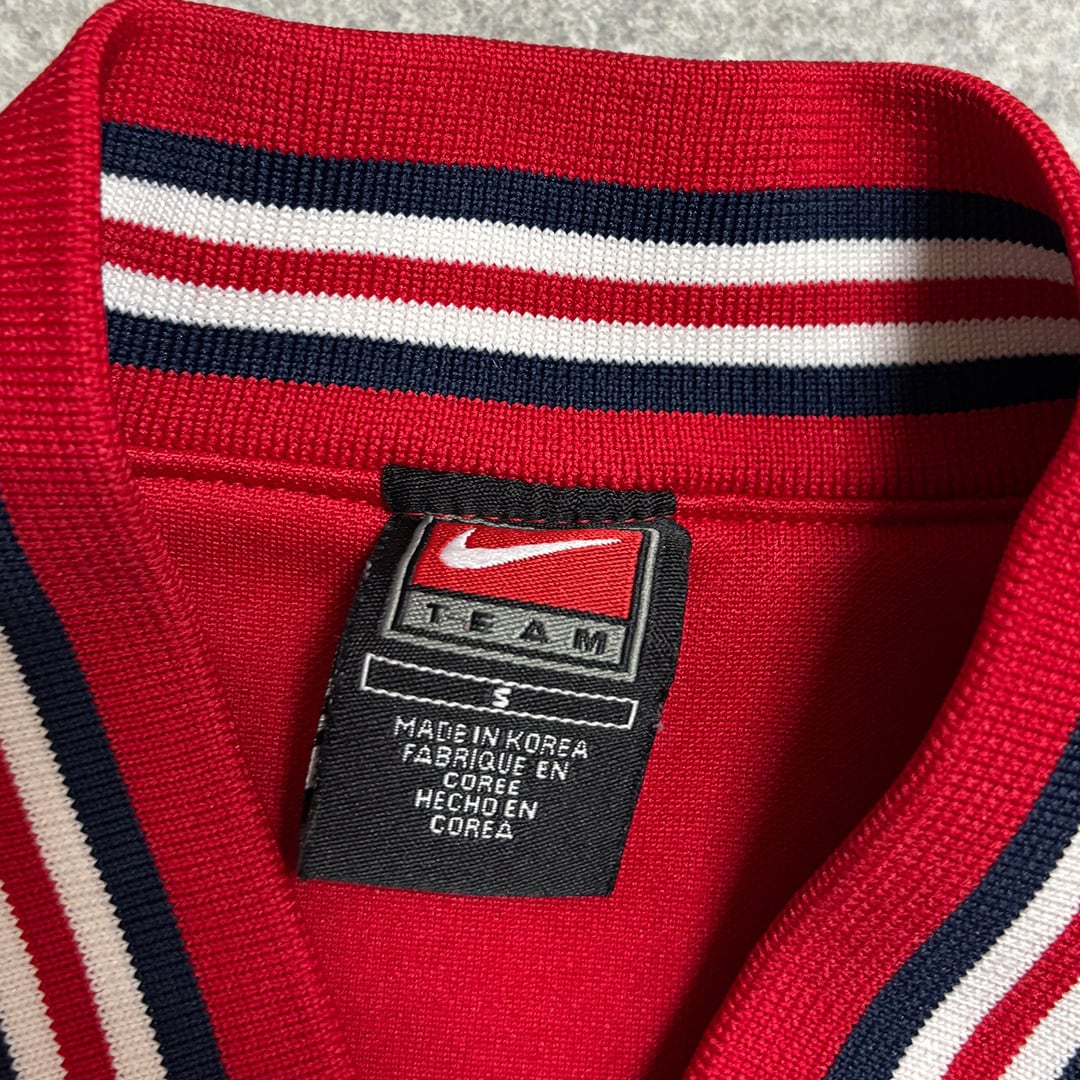 TEAM
S
MADE IN KOREA
FABRIQUE EN
COREE
HECHO EN
COREA